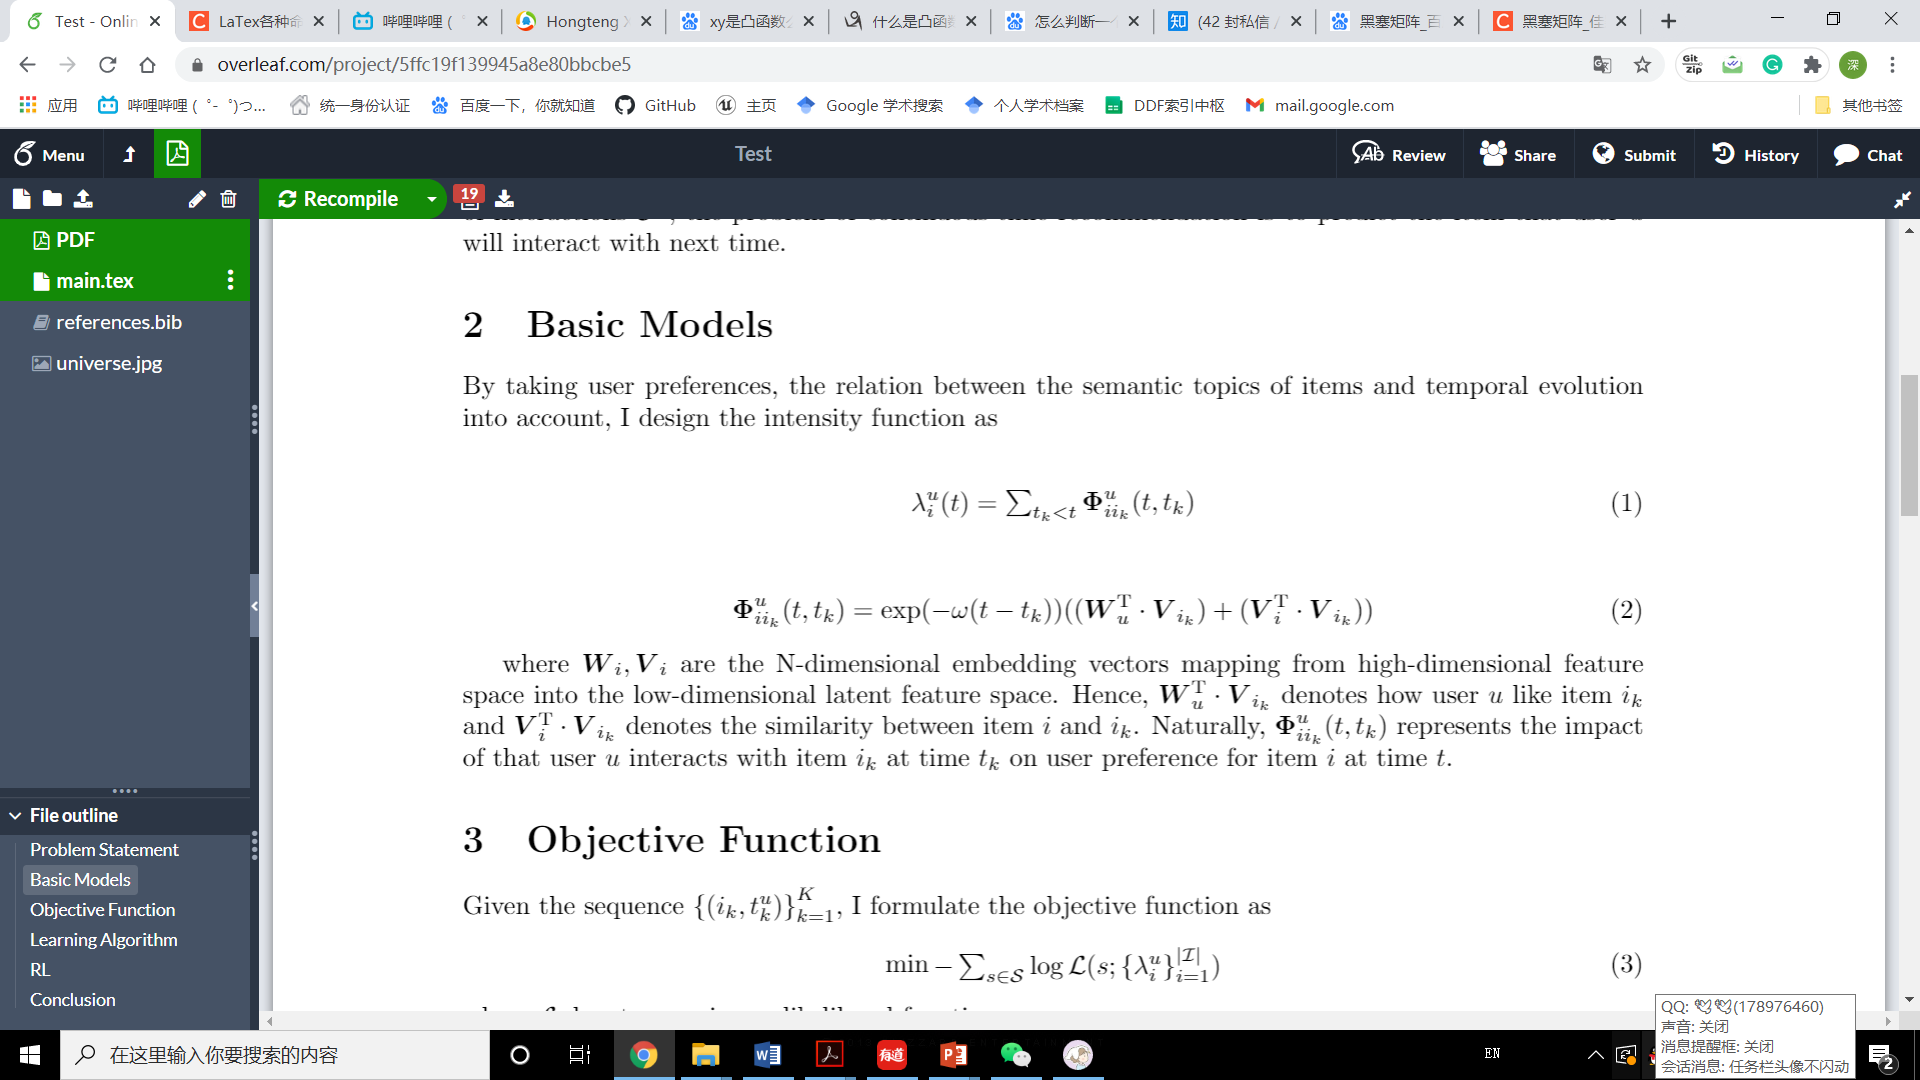 Test - Onlin
LaTex各种命
哔哩哔哩 (
Hongteng X
xy是凸函数
什么是凸函数
怎么判断一
(42 封私信 /
黑塞矩阵_百
黑塞矩阵_佳
overleaf.com/project/5ffc19f139945a8e80bbcbe5
Git Zip
深
应用
哔哩哔哩 ( ゜- ゜)つ...
统一身份认证
百度一下，你就知道
GitHub
主页
Google 学术搜索
个人学术档案
DDF索引中枢
mail.google.com
其他书签
Menu
Test
Review
Share
Submit
History
Chat
Recompile
19
PDF
main.tex
references.bib
universe.jpg
File outline
Problem Statement
Basic Models
Objective Function
Learning Algorithm
RL
Conclusion
will interact with next time.
2 Basic Models
By taking user preferences, the relation between the semantic topics of items and temporal evolution
into account, I design the intensity function as
λ_i^u(t) = ∑_{t_k<t} Φ_{ii_k}^u(t, t_k) (1)
Φ_{ii_k}^u(t, t_k) = exp(−ω(t − t_k))((W_u^T · V_{i_k}) + (V_i^T · V_{i_k})) (2)
where W_i, V_i are the N-dimensional embedding vectors mapping from high-dimensional feature
space into the low-dimensional latent feature space. Hence, W_u^T · V_{i_k} denotes how user u like item i_k
and V_i^T · V_{i_k} denotes the similarity between item i and i_k. Naturally, Φ_{ii_k}^u(t, t_k) represents the impact
of that user u interacts with item i_k at time t_k on user preference for item i at time t.
3 Objective Function
Given the sequence {(i_k, t_k^u)}_{k=1}^K, I formulate the objective function as
min − ∑_{s∈S} log L(s; {λ_i^u}_{i=1}^{|I|}) (3)
QQ: (178976460)
声音: 关闭
消息提醒框: 关闭
会话消息: 任务栏头像不闪动
在这里输入你要搜索的内容
有道
EN
2